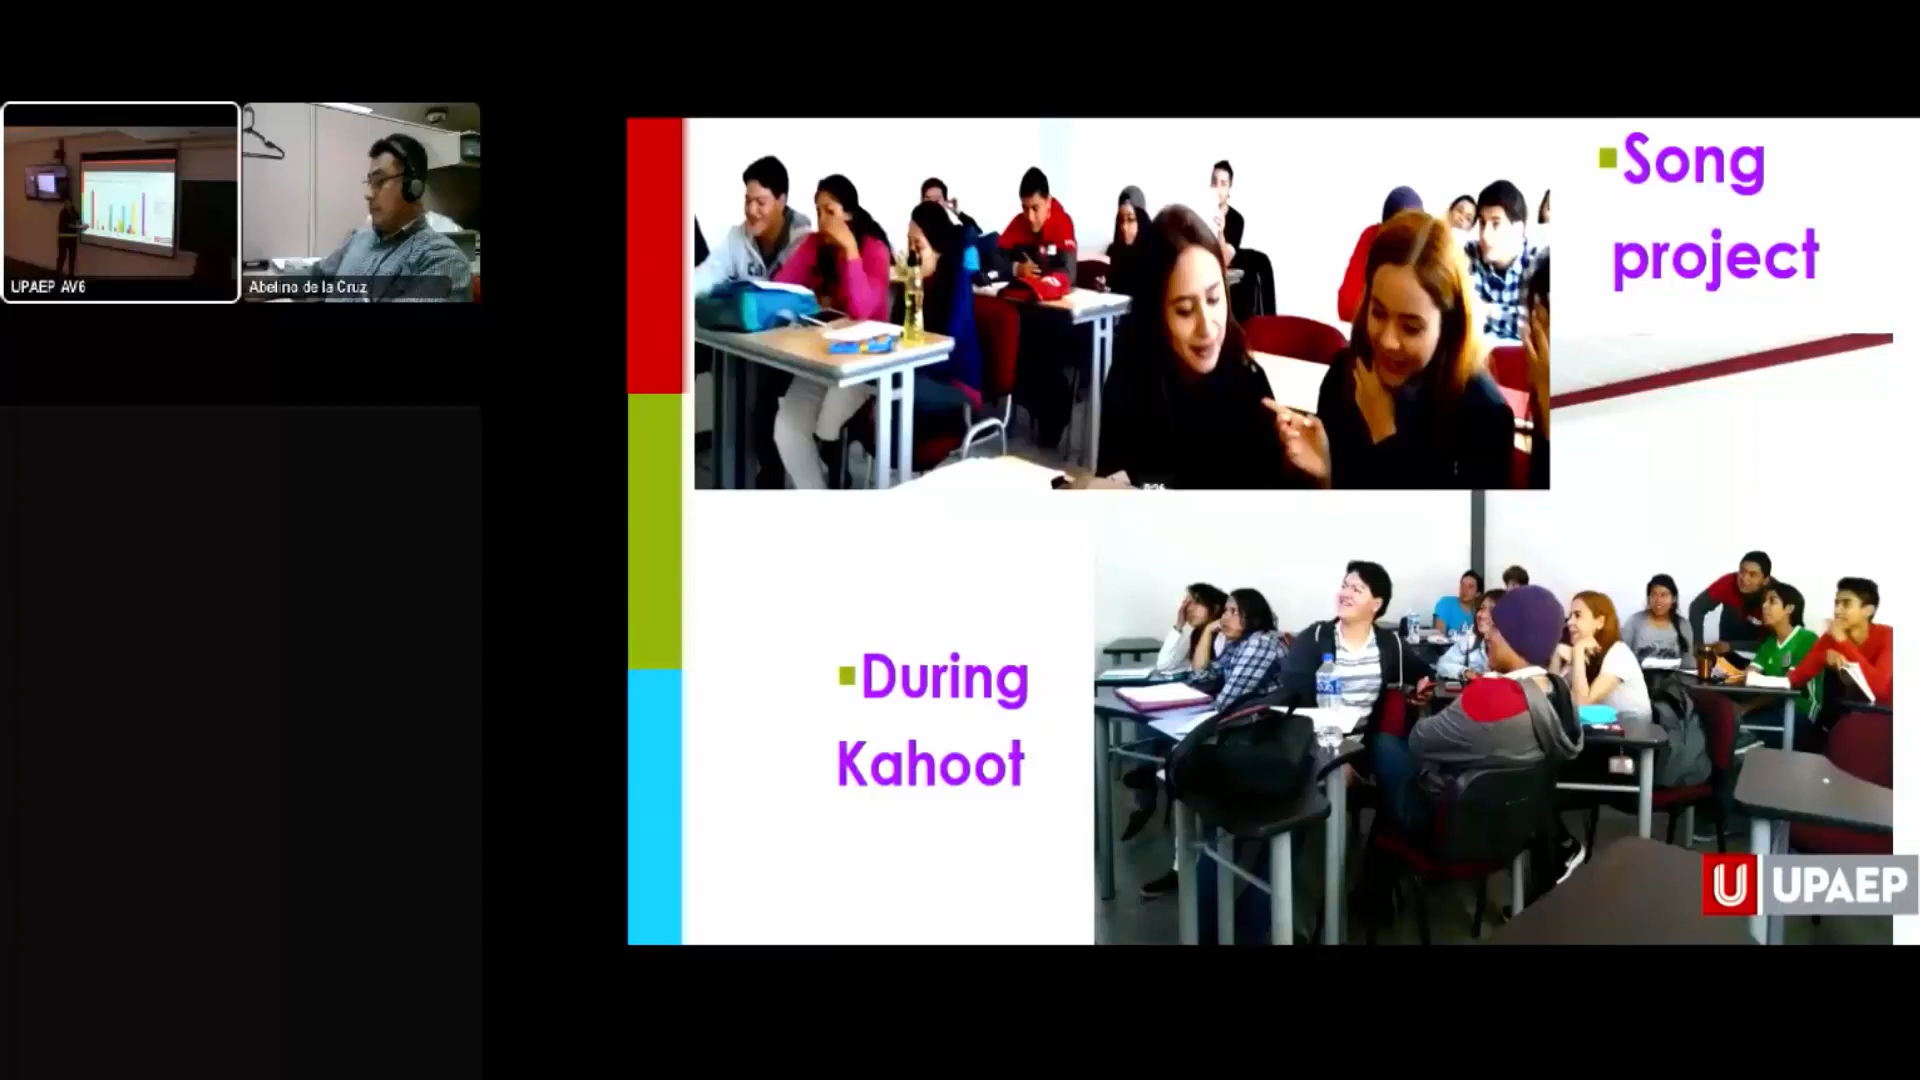 UPAEP AV6
Abelino de la Cruz
Song
project
During
Kahoot
UPAEP